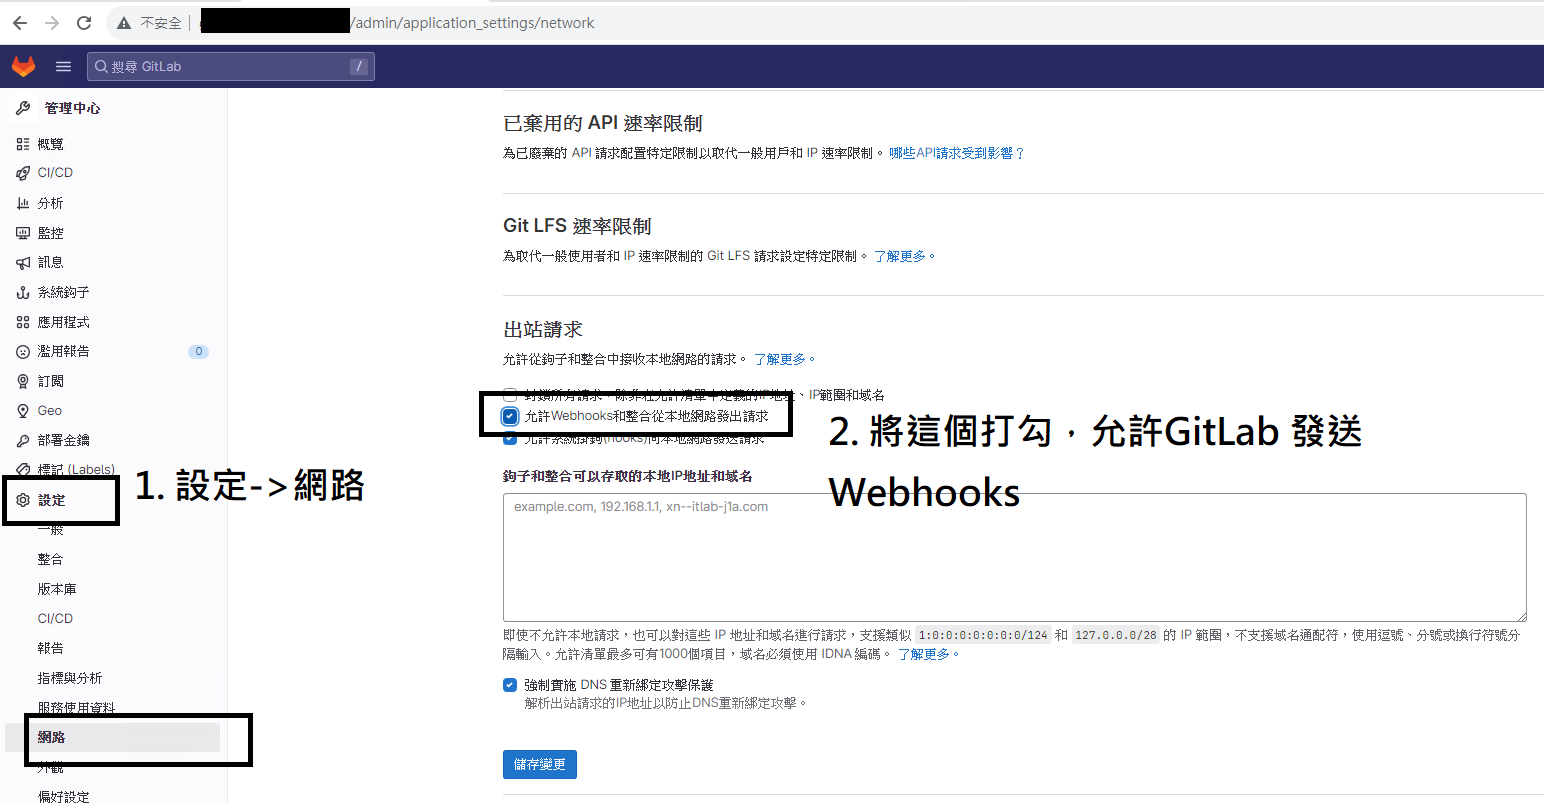 不安全
/admin/application_settings/network
搜尋 GitLab
/
管理中心
概覽
CI/CD
分析
監控
訊息
系統鉤子
應用程式
濫用報告
0
訂閱
Geo
部署金鑰
標記 (Labels)
設定
一般
整合
版本庫
CI/CD
報告
指標與分析
服務使用資料
網路
外觀
偏好設定
1. 設定->網路
已棄用的 API 速率限制
為已廢棄的 API 請求配置特定限制以取代一般用戶和 IP 速率限制。 哪些API請求受到影響？
Git LFS 速率限制
為取代一般使用者和 IP 速率限制的 Git LFS 請求設定特定限制。 了解更多。
出站請求
允許從鉤子和整合中接收本地網路的請求。 了解更多。
封鎖所有請求，除非在允許清單中定義的IP地址、IP範圍和域名
允許Webhooks和整合從本地網路發出請求
允許系統掛鉤(hooks)向本地網路發送請求
2. 將這個打勾，允許GitLab 發送
Webhooks
鉤子和整合可以存取的本地IP地址和域名
example.com, 192.168.1.1, xn--itlab-j1a.com
即使不允許本地請求，也可以對這些 IP 地址和域名進行請求，支援類似 1:0:0:0:0:0:0:0/124 和 127.0.0.0/28 的 IP 範圍，不支援域名通配符，使用逗號、分號或換行符號分
隔輸入。允許清單最多可有1000個項目，域名必須使用 IDNA 編碼。 了解更多。
強制實施 DNS 重新綁定攻擊保護
解析出站請求的IP地址以防止DNS重新綁定攻擊。
儲存變更